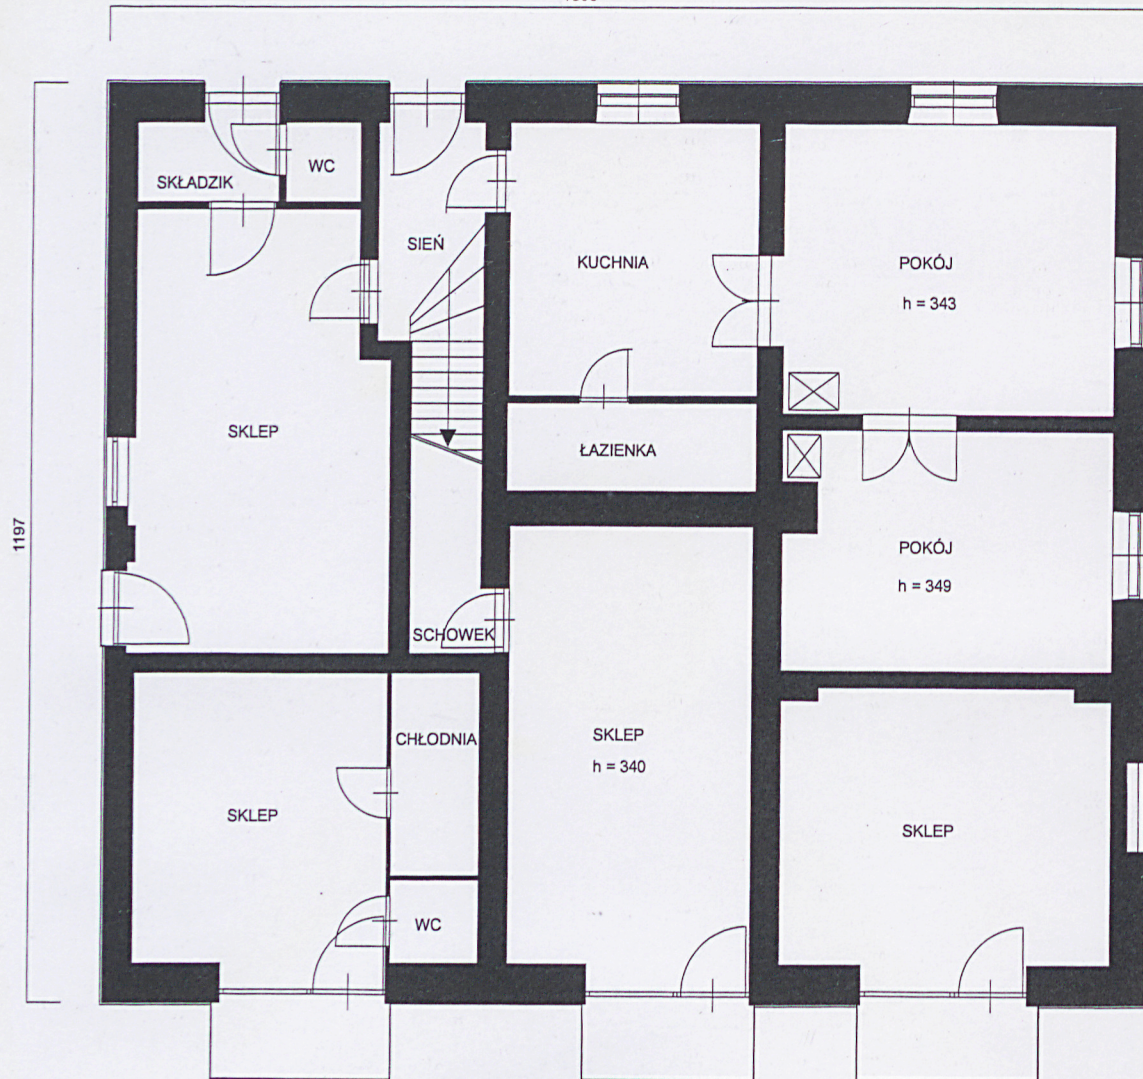 SKŁADZIK
WC
SIEŃ
KUCHNIA
POKÓJ
h = 343
SKLEP
ŁAZIENKA
1197
POKÓJ
h = 349
SCHOWEK
CHŁODNIA
SKLEP
h = 340
SKLEP
SKLEP
WC